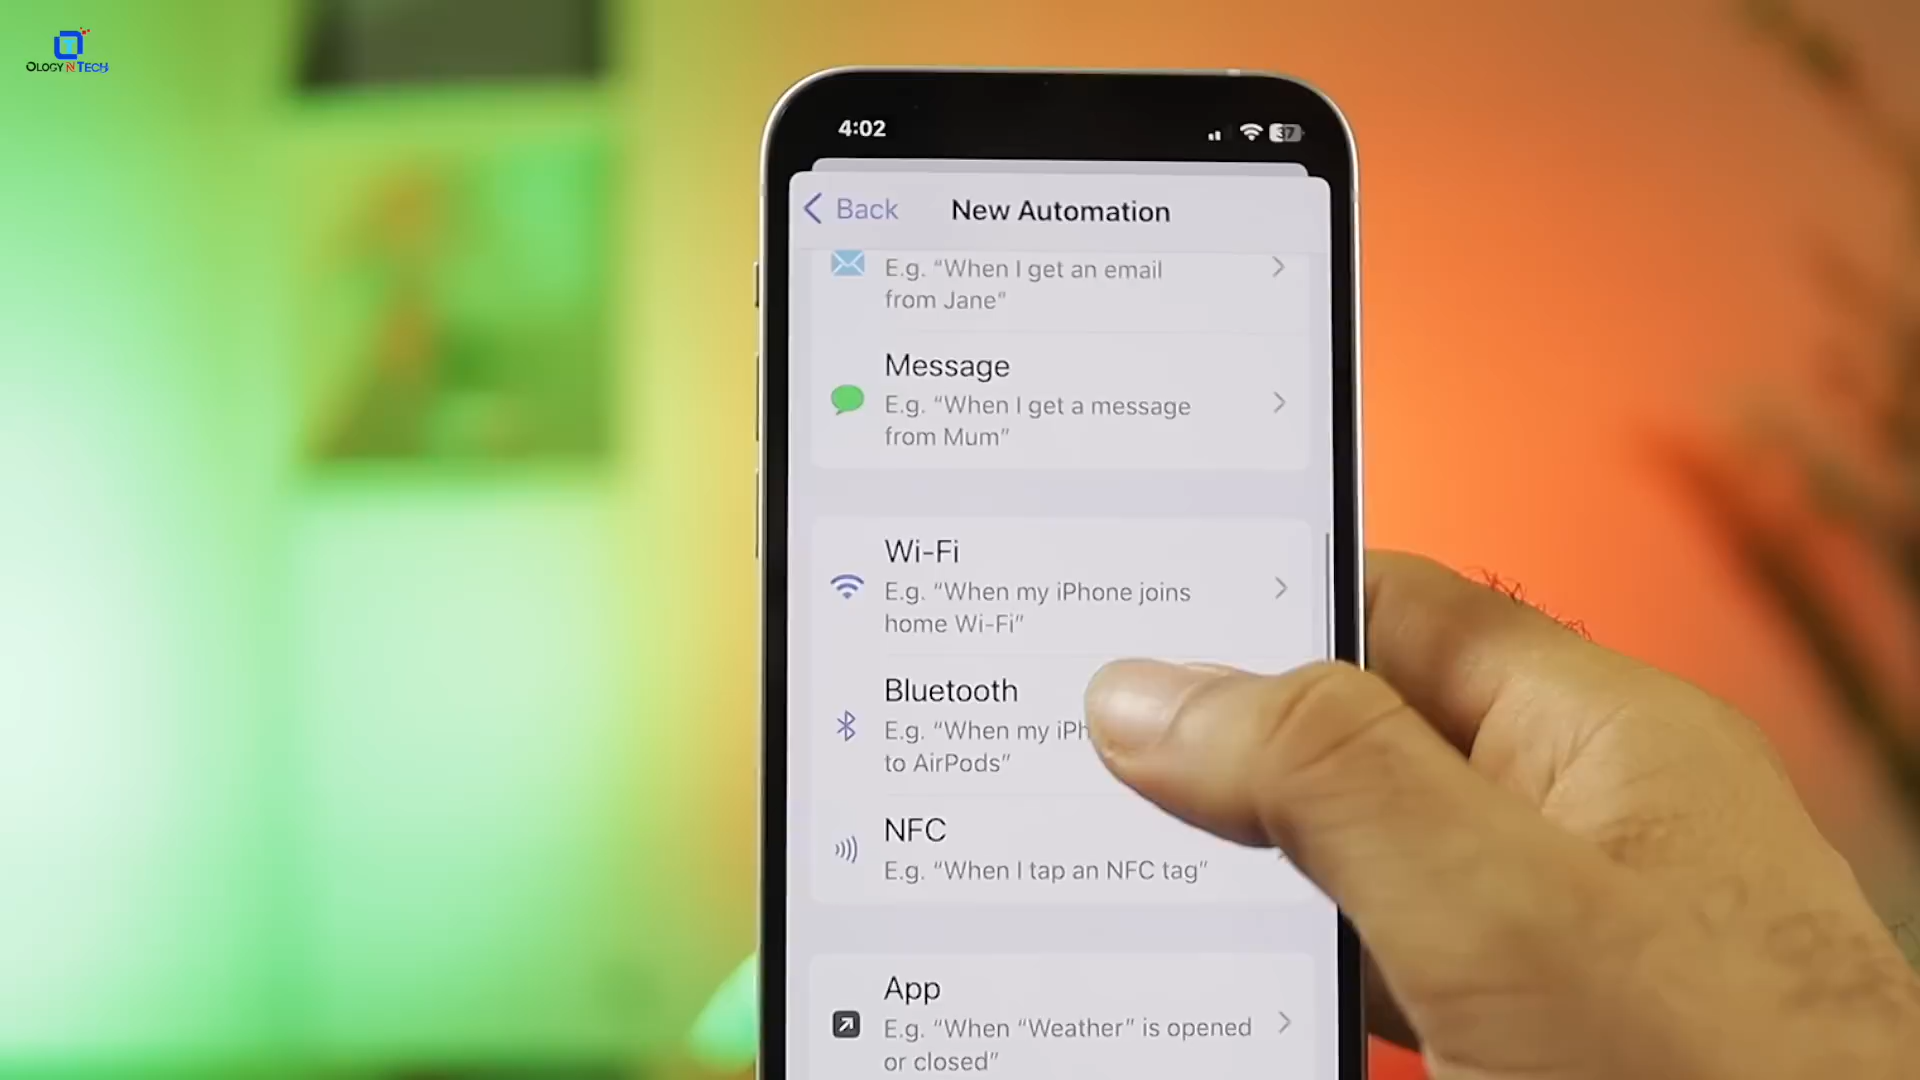 OLOGY N TECH
4:02
37
Back
New Automation
E.g. “When I get an email
from Jane”
Message
E.g. “When I get a message
from Mum”
Wi-Fi
E.g. “When my iPhone joins
home Wi-Fi”
Bluetooth
E.g. “When my iPh
to AirPods”
NFC
E.g. “When I tap an NFC tag”
App
E.g. “When “Weather” is opened
or closed”